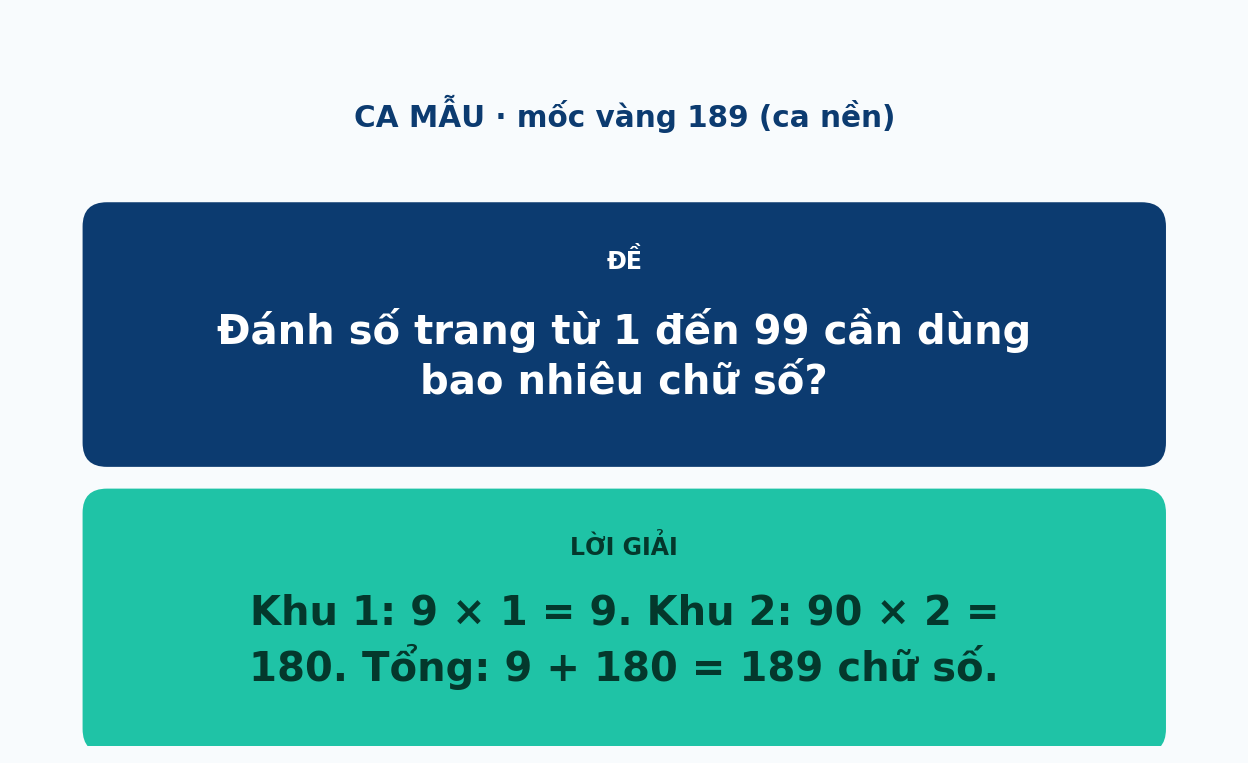 CA MẪU · mốc vàng 189 (ca nền)
ĐỀ
Đánh số trang từ 1 đến 99 cần dùng
bao nhiêu chữ số?
LỜI GIẢI
Khu 1: 9 × 1 = 9. Khu 2: 90 × 2 =
180. Tổng: 9 + 180 = 189 chữ số.